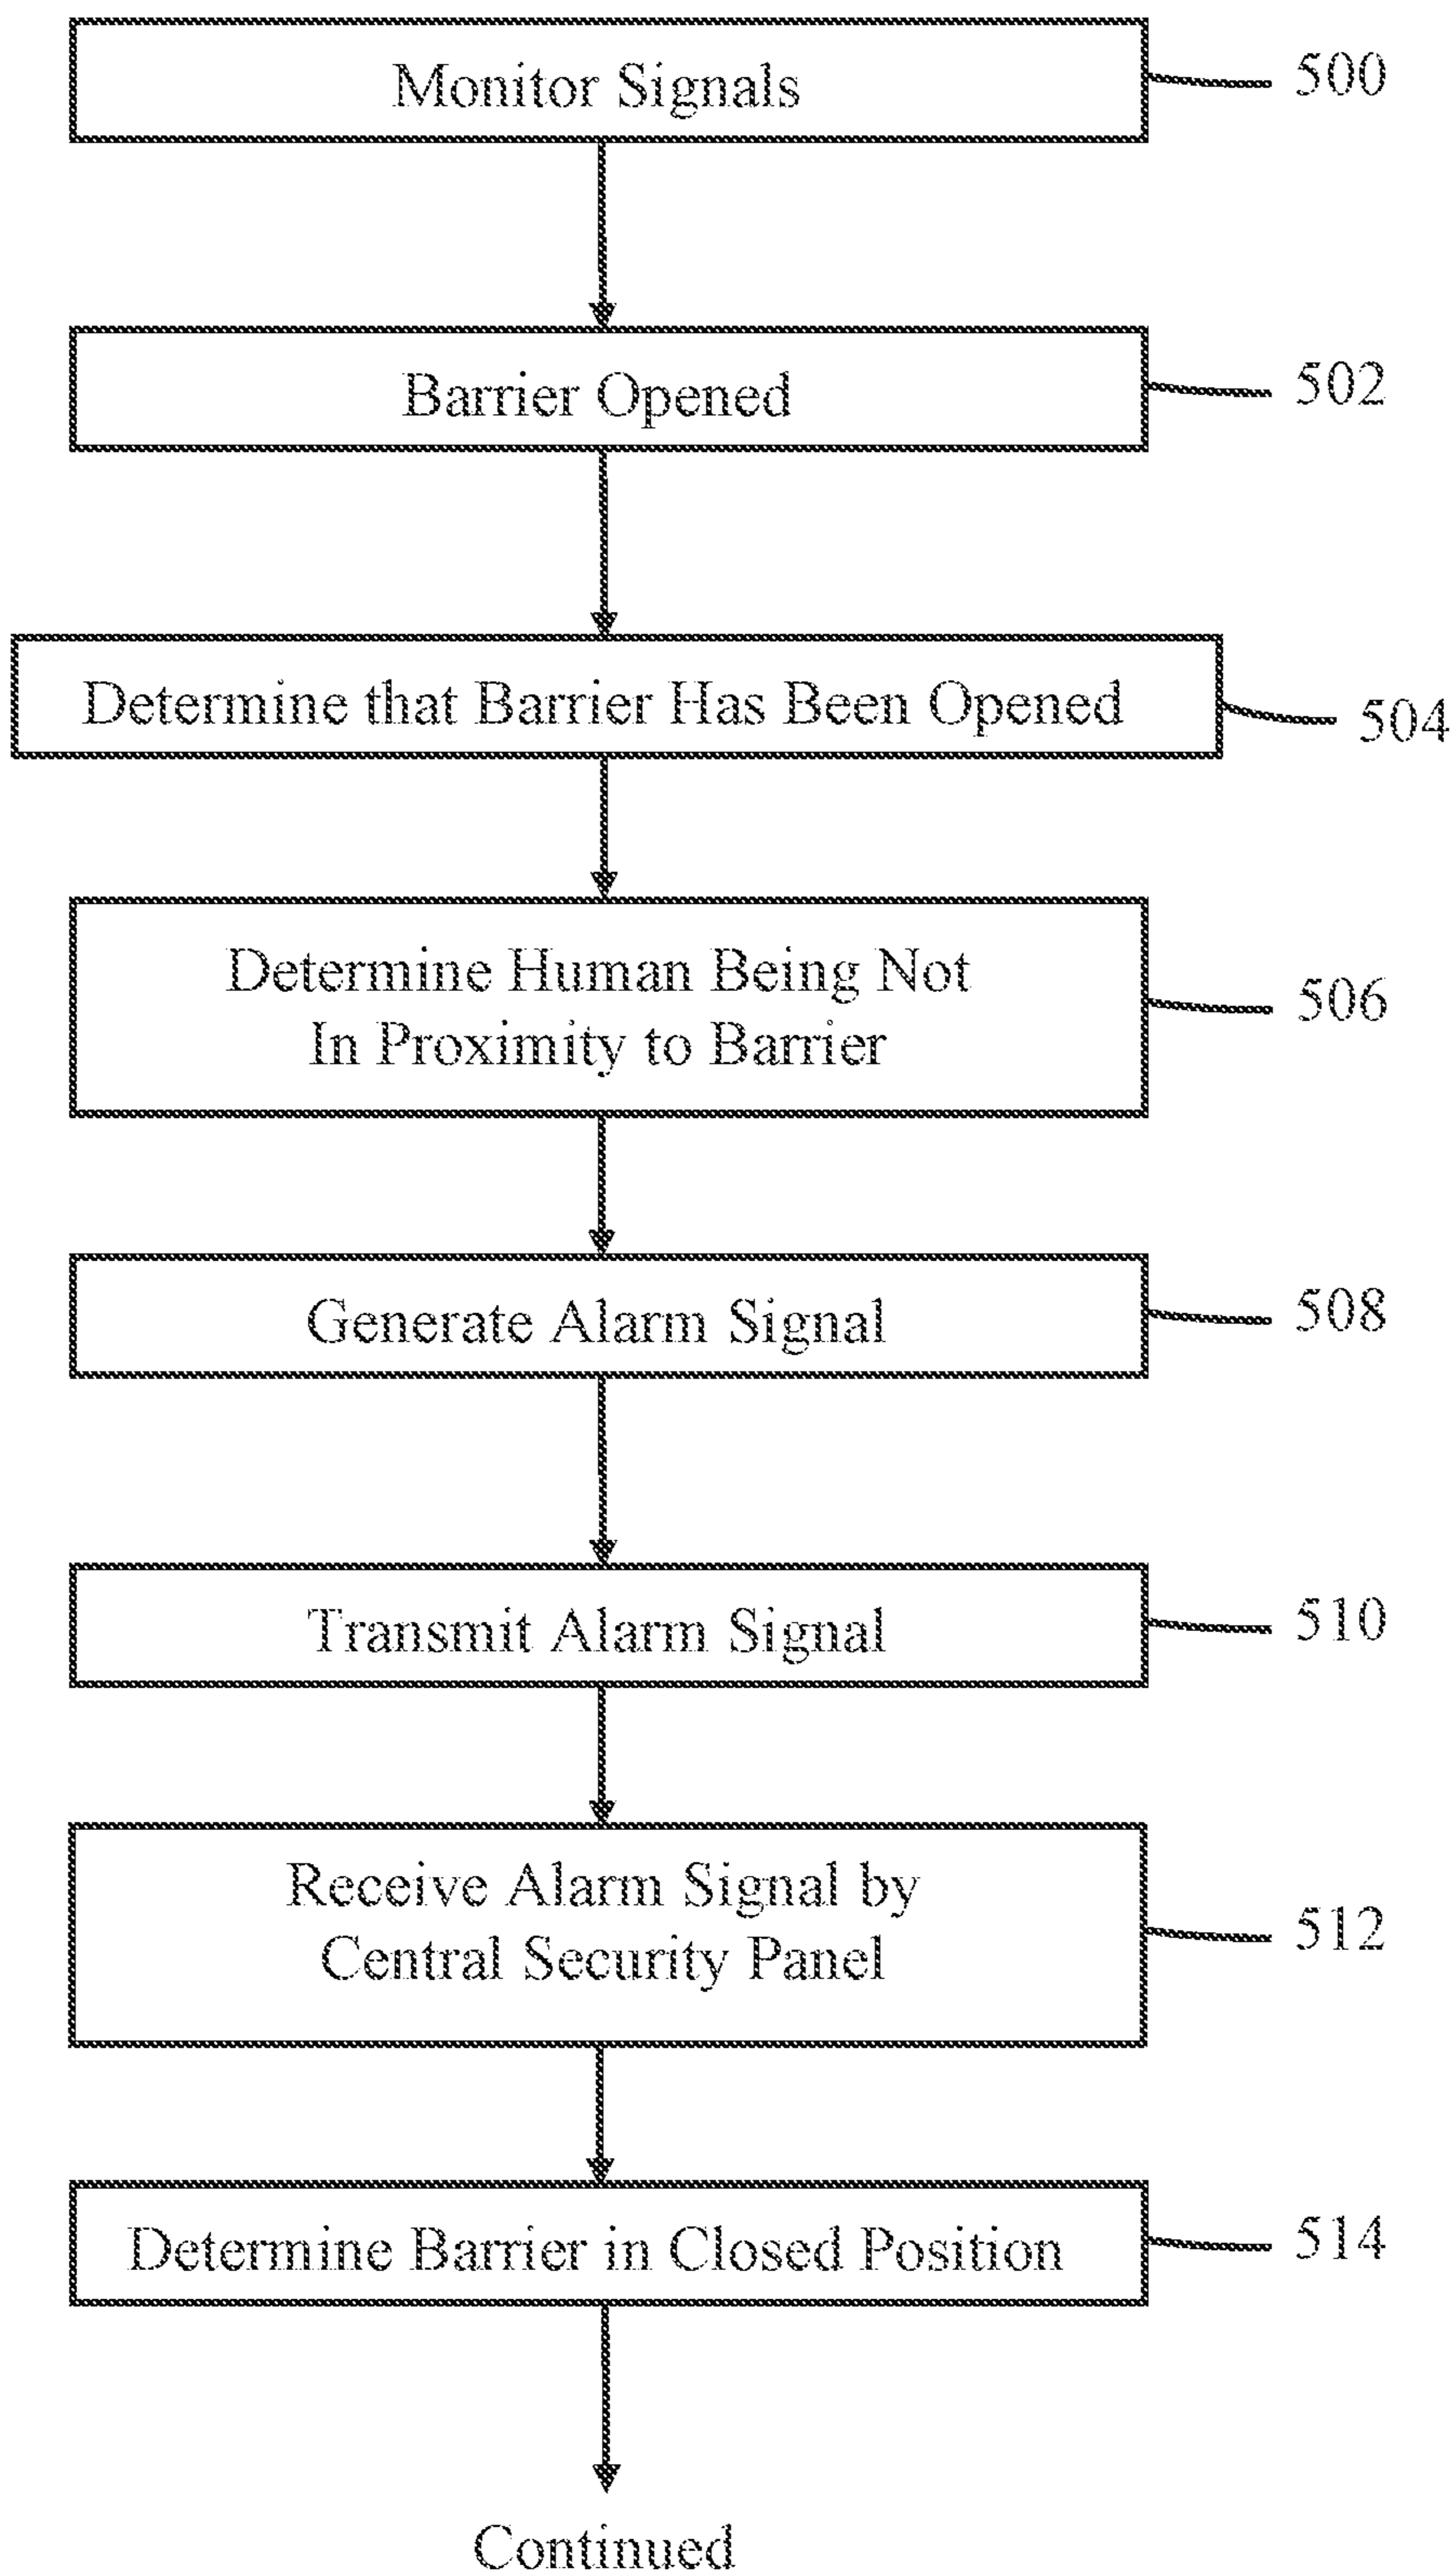 Monitor Signals
500
Barrier Opened
502
Determine that Barrier Has Been Opened
504
Determine Human Being Not
In Proximity to Barrier
506
Generate Alarm Signal
508
Transmit Alarm Signal
510
Receive Alarm Signal by
Central Security Panel
512
Determine Barrier in Closed Position
514
Continued